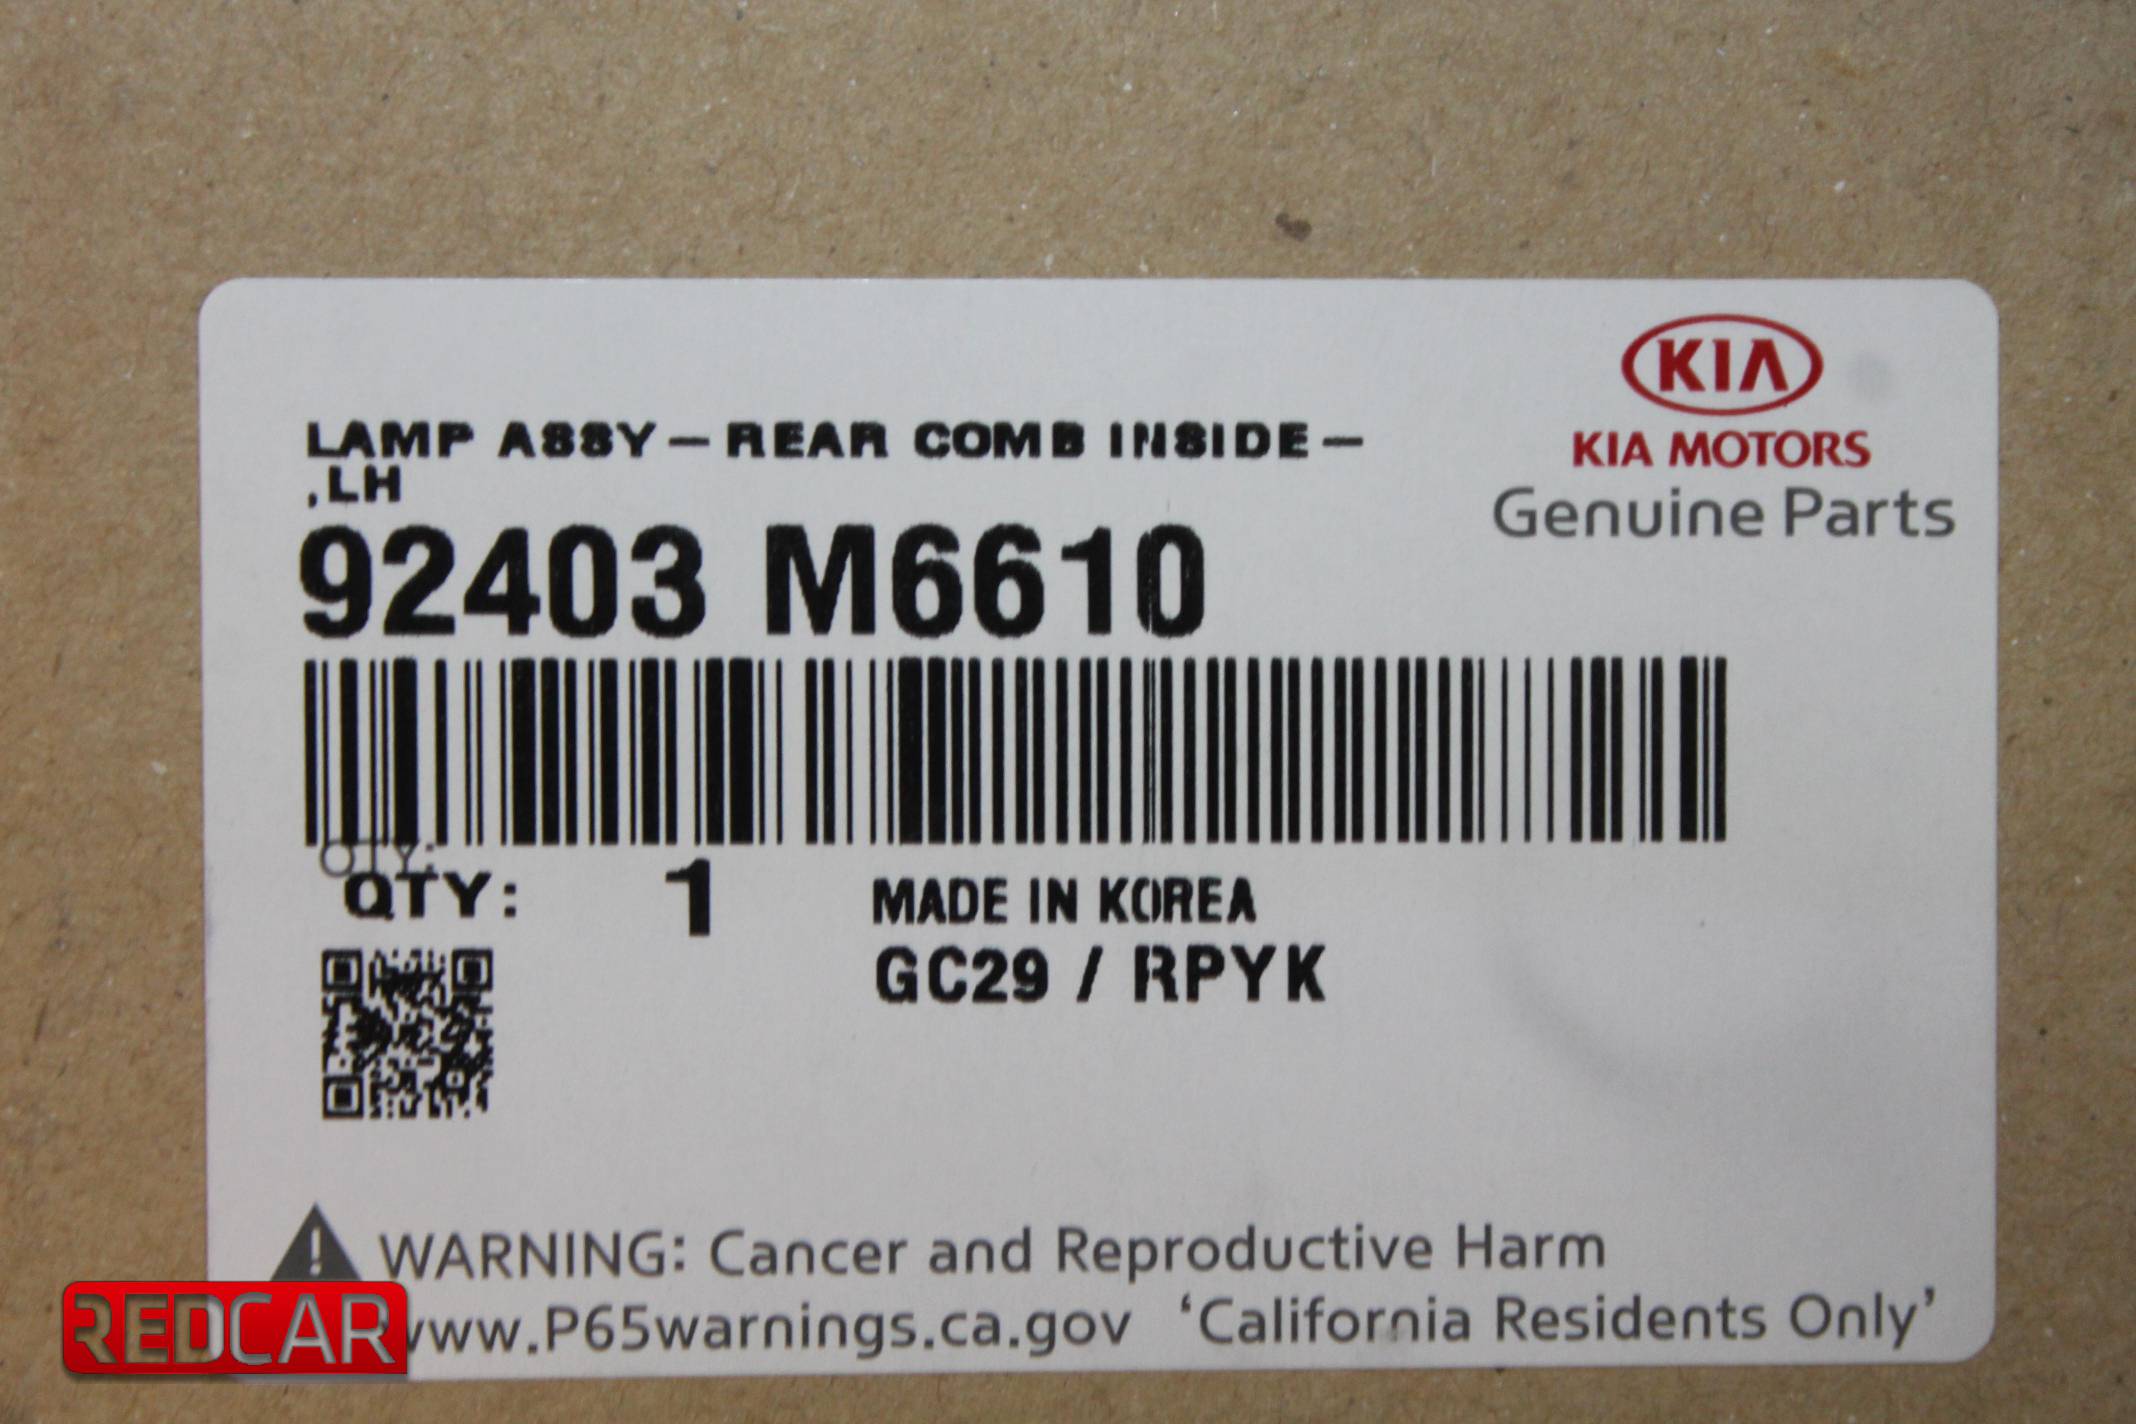 KIA
KIA MOTORS
Genuine Parts
LAMP ASSY-REAR COMB INSIDE-
,LH
92403 M6610
QTY:
QTY: 1
MADE IN KOREA
GC29 / RPYK
WARNING: Cancer and Reproductive Harm
www.P65warnings.ca.gov 'California Residents Only'
REDCAR